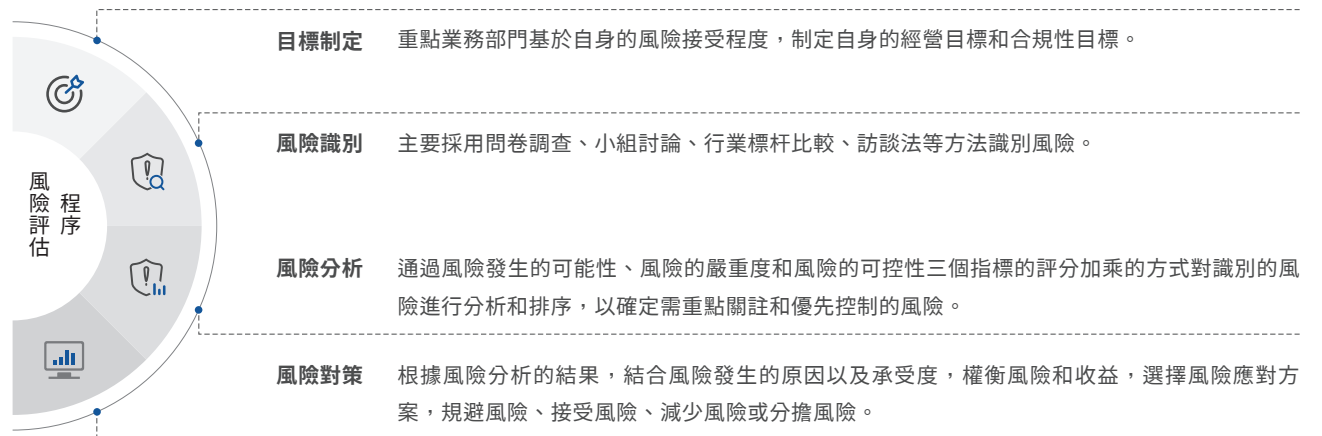 風險評估
程序
目標制定
重點業務部門基於自身的風險接受程度，制定自身的經營目標和合規性目標。
風險識別
主要採用問卷調查、小組討論、行業標杆比較、訪談法等方法識別風險。
風險分析
通過風險發生的可能性、風險的嚴重度和風險的可控性三個指標的評分加乘的方式對識別的風
險進行分析和排序，以確定需重點關註和優先控制的風險。
風險對策
根據風險分析的結果，結合風險發生的原因以及承受度，權衡風險和收益，選擇風險應對方
案，規避風險、接受風險、減少風險或分擔風險。